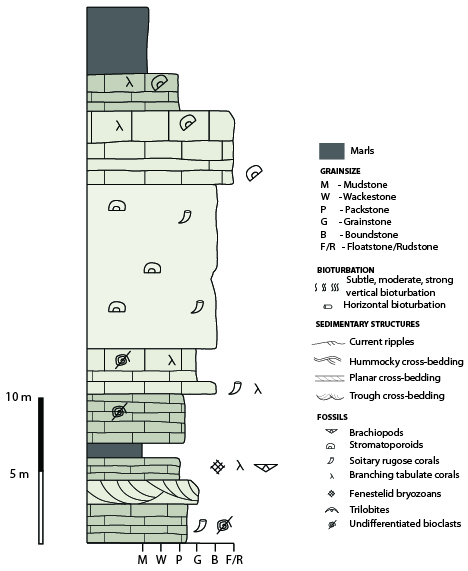 10 m
5 m
M W P G B F/R
Marls
GRAINSIZE
M - Mudstone
W - Wackestone
P - Packstone
G - Grainstone
B - Boundstone
F/R - Floatstone/Rudstone
BIOTURBATION
Subtle, moderate, strong
vertical bioturbation
Horizontal bioturbation
SEDIMENTARY STRUCTURES
Current ripples
Hummocky cross-bedding
Planar cross-bedding
Trough cross-bedding
FOSSILS
Brachiopods
Stromatoporoids
Soitary rugose corals
Branching tabulate corals
Fenestelid bryozoans
Trilobites
Undifferentiated bioclasts